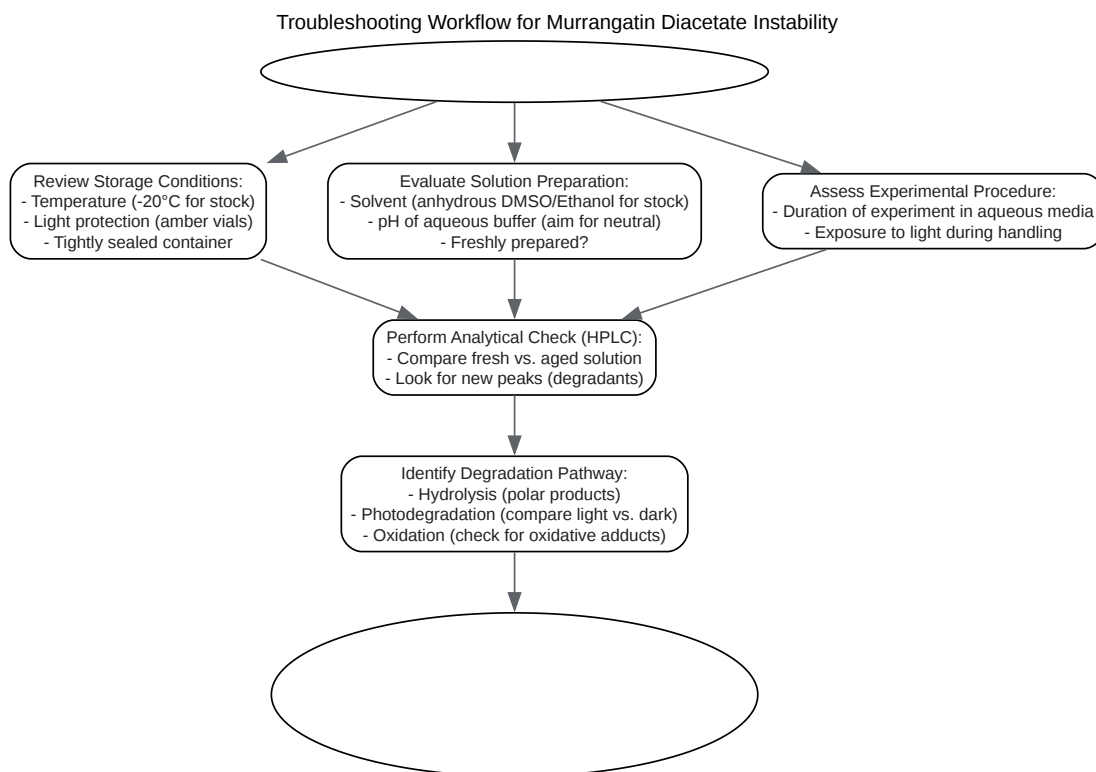 Troubleshooting Workflow for Murrangatin Diacetate Instability
Review Storage Conditions:
- Temperature (-20°C for stock)
- Light protection (amber vials)
- Tightly sealed container
Evaluate Solution Preparation:
- Solvent (anhydrous DMSO/Ethanol for stock)
- pH of aqueous buffer (aim for neutral)
- Freshly prepared?
Assess Experimental Procedure:
- Duration of experiment in aqueous media
- Exposure to light during handling
Perform Analytical Check (HPLC):
- Compare fresh vs. aged solution
- Look for new peaks (degradants)
Identify Degradation Pathway:
- Hydrolysis (polar products)
- Photodegradation (compare light vs. dark)
- Oxidation (check for oxidative adducts)